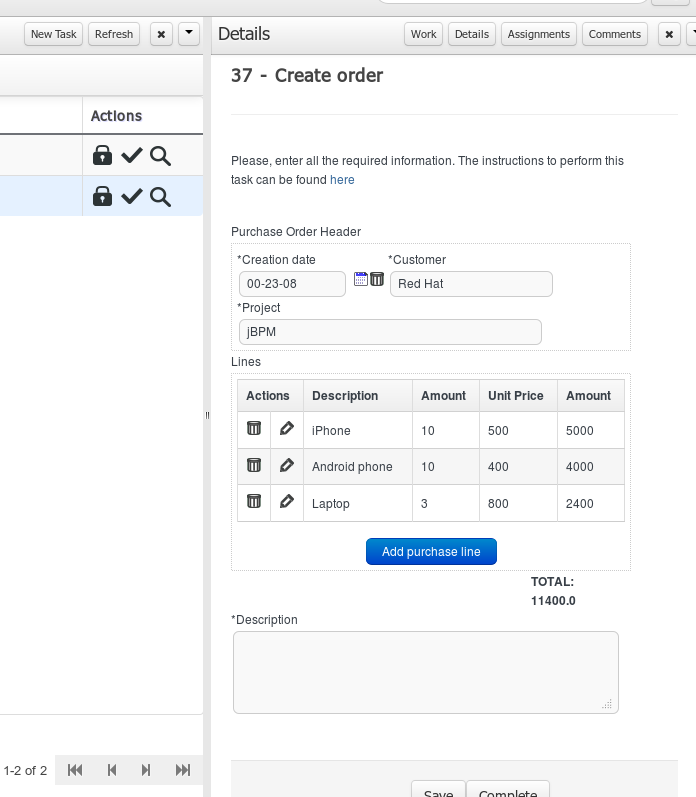 New Task Refresh
Actions
1-2 of 2
Details Work Details Assignments Comments
37 - Create order
Please, enter all the required information. The instructions to perform this
task can be found here
Purchase Order Header
*Creation date *Customer
00-23-08 Red Hat
*Project
jBPM
Lines
Actions Description Amount Unit Price Amount
iPhone 10 500 5000
Android phone 10 400 4000
Laptop 3 800 2400
Add purchase line
TOTAL:
11400.0
*Description
Save Complete